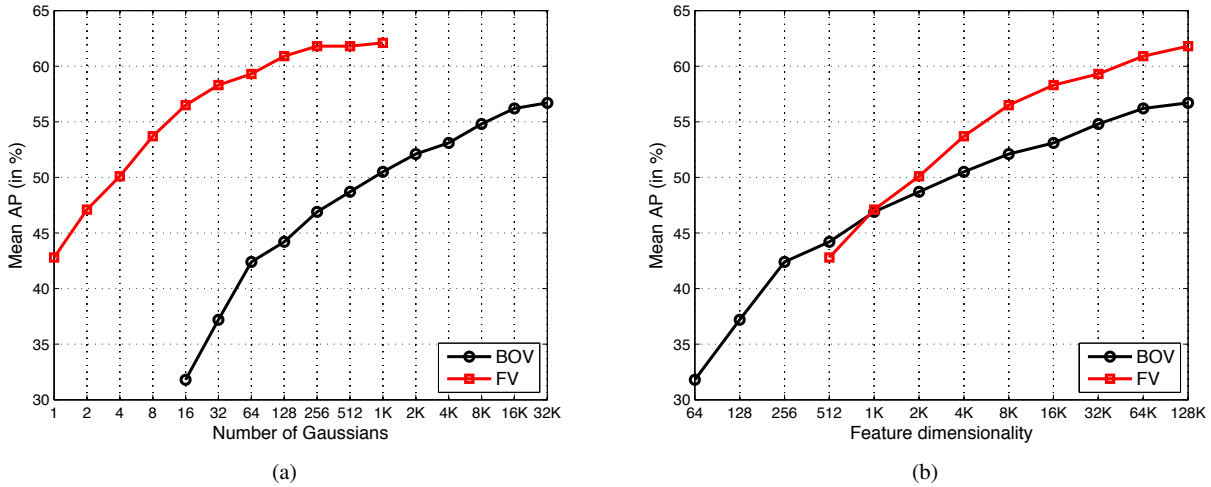 65
60
55
50
45
40
35
30
Mean AP (in %)
1 2 4 8 16 32 64 128 256 512 1K 2K 4K 8K 16K 32K
Number of Gaussians
BOV
FV
(a)
65
60
55
50
45
40
35
30
Mean AP (in %)
64 128 256 512 1K 2K 4K 8K 16K 32K 64K 128K
Feature dimensionality
BOV
FV
(b)